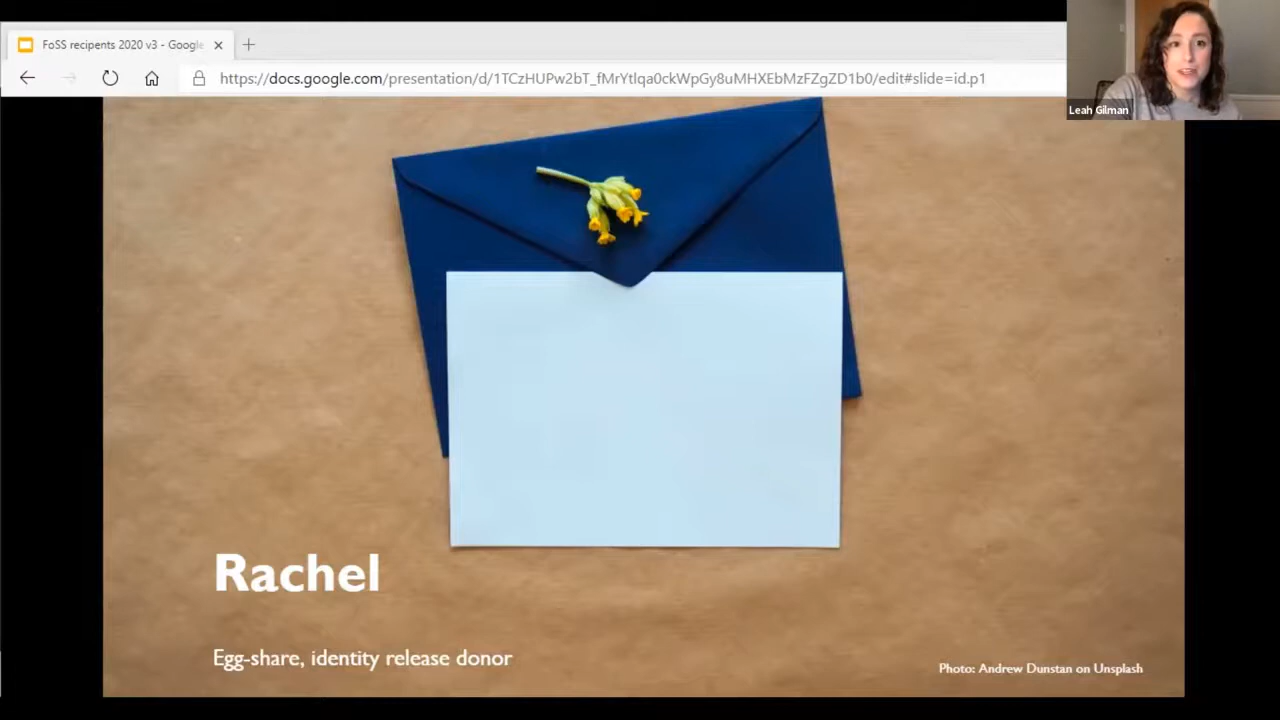 FoSS recipents 2020 v3 - Google
https://docs.google.com/presentation/d/1TCzHUPw2bT_fMrYtlqa0ckWpGy8uMHXEbMzFZgZD1b0/edit#slide=id.p1
Leah Gilman
Rachel
Egg-share, identity release donor
Photo: Andrew Dunstan on Unsplash